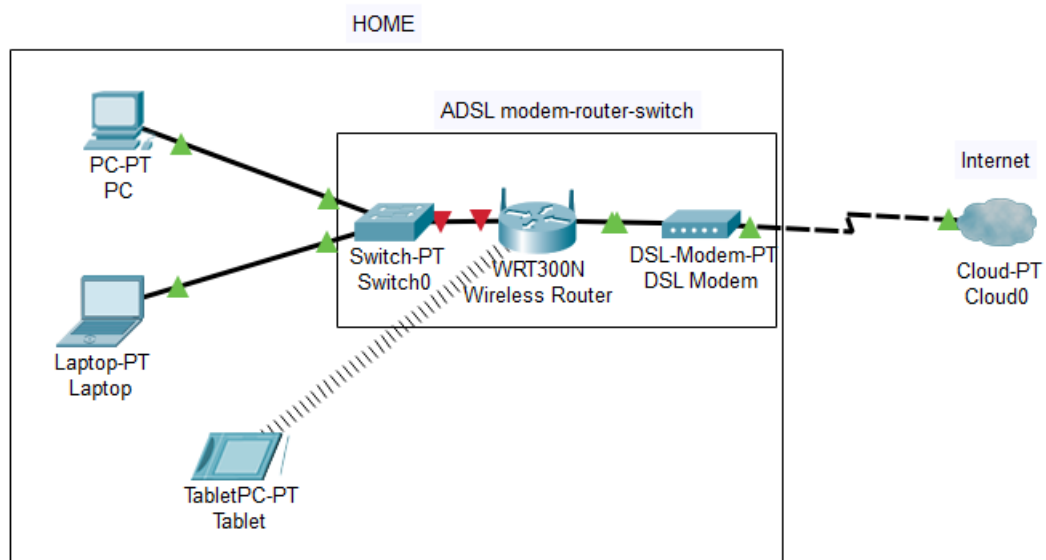 HOME
ADSL modem-router-switch
PC-PT
PC
Internet
Switch-PT
Switch0
WRT300N
Wireless Router
DSL-Modem-PT
DSL Modem
Cloud-PT
Cloud0
Laptop-PT
Laptop
TabletPC-PT
Tablet